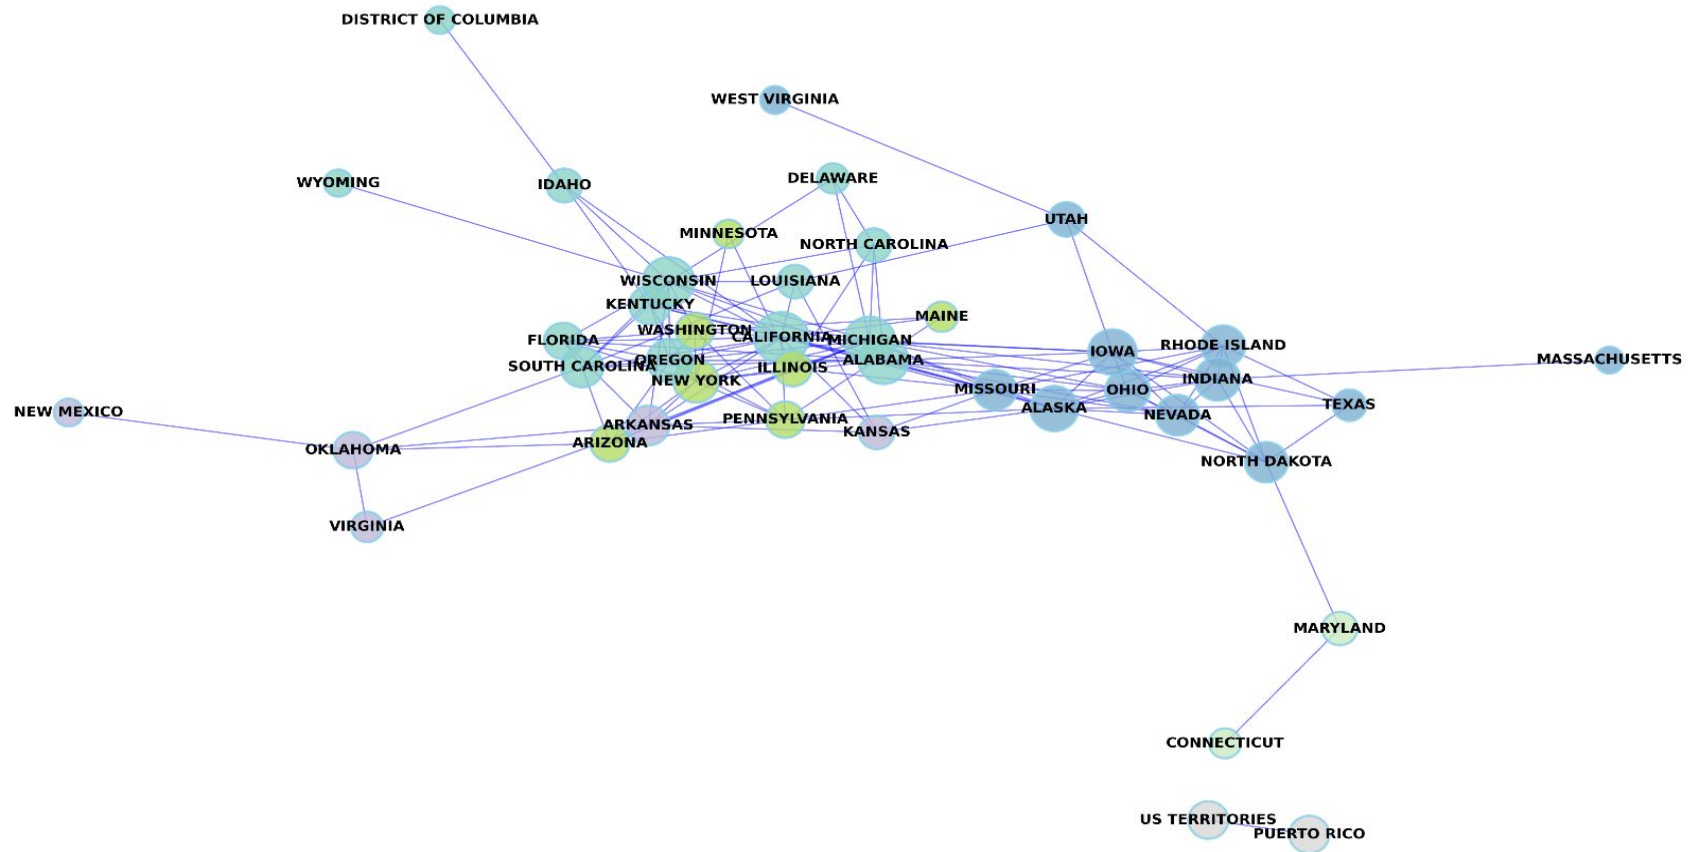 DISTRICT OF COLUMBIA
WEST VIRGINIA
WYOMING
IDAHO
DELAWARE
UTAH
MINNESOTA
NORTH CAROLINA
WISCONSIN
LOUISIANA
KENTUCKY
MAINE
WASHINGTON
CALIFORNIA
MICHIGAN
FLORIDA
RHODE ISLAND
IOWA
OREGON
ALABAMA
MASSACHUSETTS
SOUTH CAROLINA
ILLINOIS
NEW YORK
INDIANA
MISSOURI
OHIO
TEXAS
ALASKA
NEW MEXICO
NEVADA
PENNSYLVANIA
ARKANSAS
KANSAS
ARIZONA
OKLAHOMA
NORTH DAKOTA
VIRGINIA
MARYLAND
CONNECTICUT
US TERRITORIES
PUERTO RICO